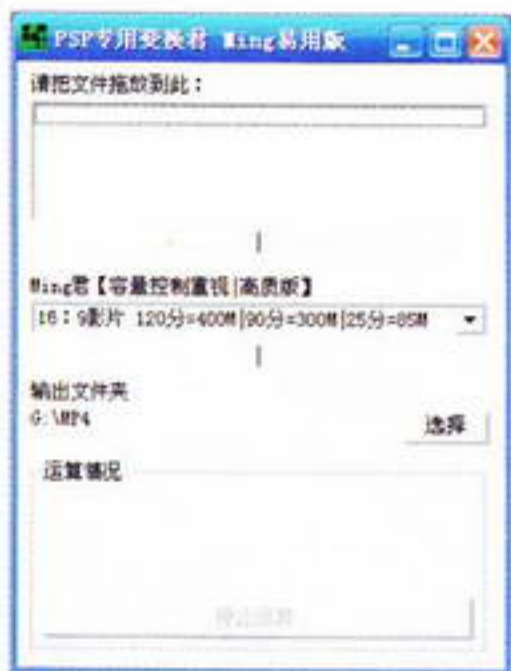 PSP专用变换君 Ming易用版
请把文件拖放到此：
Ming君【容量控制重视|高质版】
16：9影片 120分=400M|90分=300M|25分=85M
输出文件夹
G:\MP4
选择
运算情况